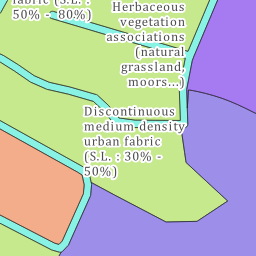 fabric (S.L. :
50% - 80%)
Herbaceous
vegetation
associations
(natural
grassland,
moors...)
Discontinuous
medium-density
urban fabric
(S.L. : 30% -
50%)